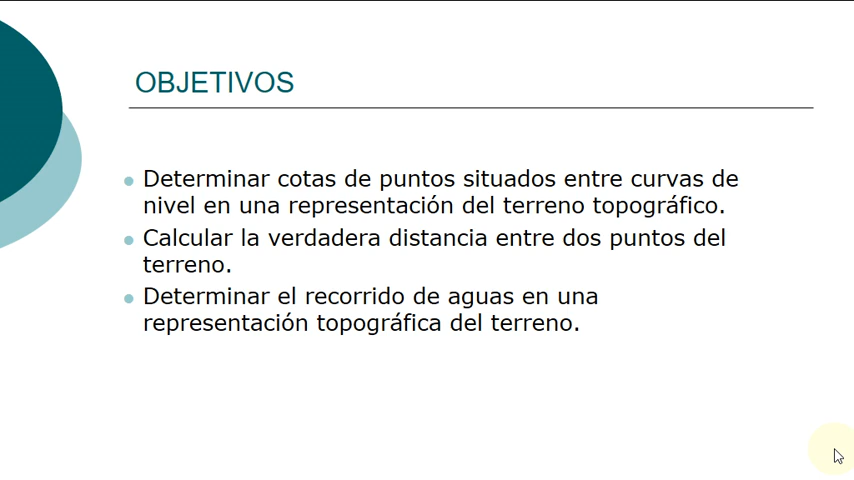 OBJETIVOS
Determinar cotas de puntos situados entre curvas de
nivel en una representación del terreno topográfico.
Calcular la verdadera distancia entre dos puntos del
terreno.
Determinar el recorrido de aguas en una
representación topográfica del terreno.